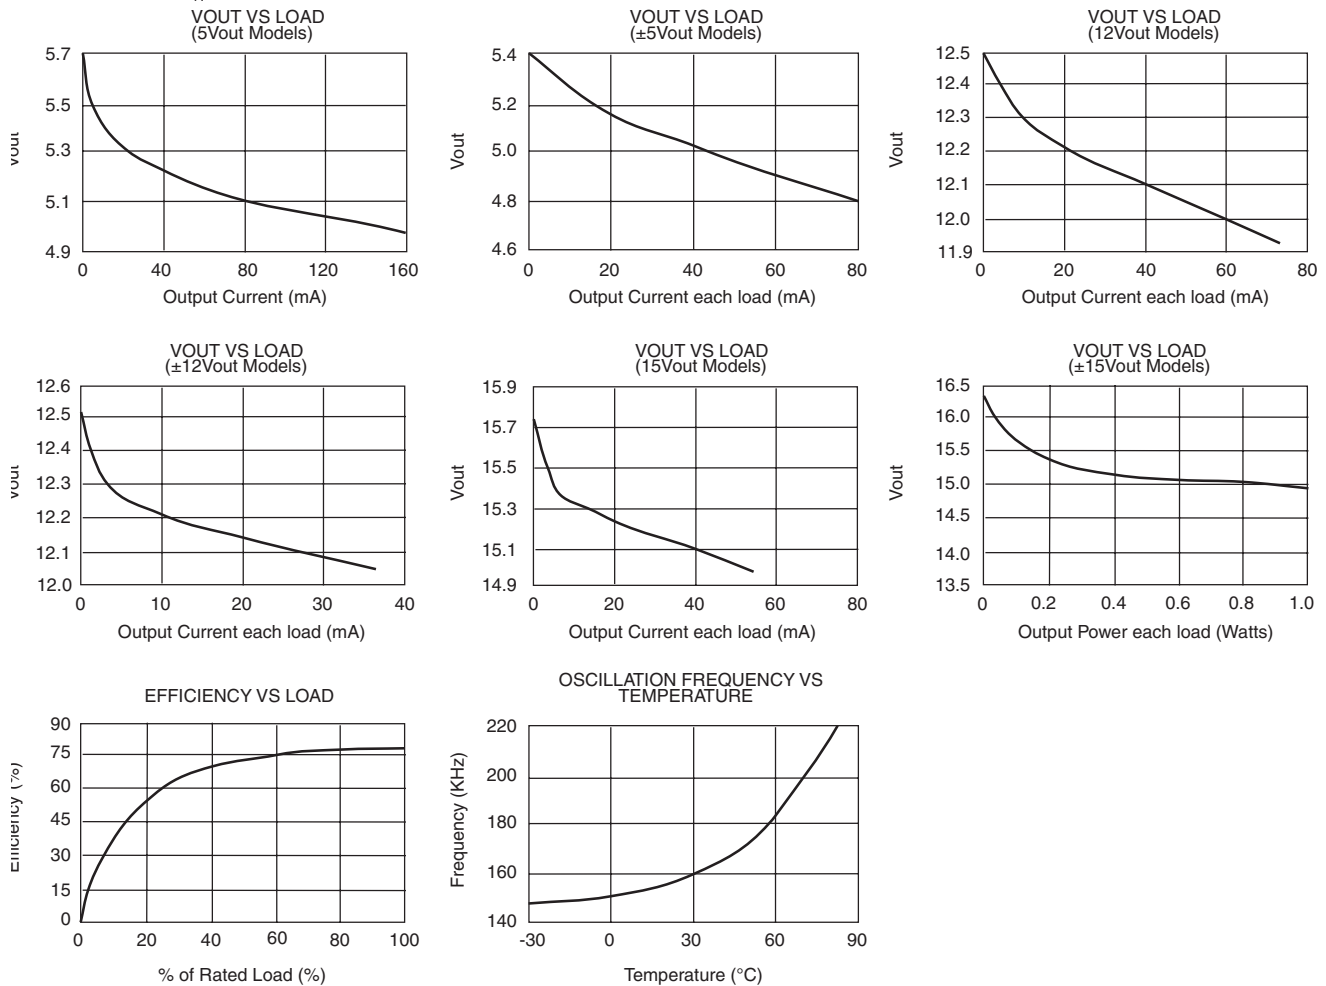 VOUT VS LOAD
(5Vout Models)
5.7
5.5
5.3
5.1
4.9
Vout
0 40 80 120 160
Output Current (mA)
VOUT VS LOAD
(±5Vout Models)
5.4
5.2
5.0
4.8
4.6
Vout
0 20 40 60 80
Output Current each load (mA)
VOUT VS LOAD
(12Vout Models)
12.5
12.4
12.3
12.2
12.1
12.0
11.9
Vout
0 20 40 60 80
Output Current each load (mA)
VOUT VS LOAD
(±12Vout Models)
12.6
12.5
12.4
12.3
12.2
12.1
12.0
Vout
0 10 20 30 40
Output Current each load (mA)
VOUT VS LOAD
(15Vout Models)
15.9
15.7
15.5
15.3
15.1
14.9
Vout
0 20 40 60 80
Output Current each load (mA)
VOUT VS LOAD
(±15Vout Models)
16.5
16.0
15.5
15.0
14.5
14.0
13.5
Vout
0 0.2 0.4 0.6 0.8 1.0
Output Power each load (Watts)
EFFICIENCY VS LOAD
90
75
60
45
30
15
0
Efficiency (%)
0 20 40 60 80 100
% of Rated Load (%)
OSCILLATION FREQUENCY VS
TEMPERATURE
220
200
180
160
140
Frequency (KHz)
-30 0 30 60 90
Temperature (°C)